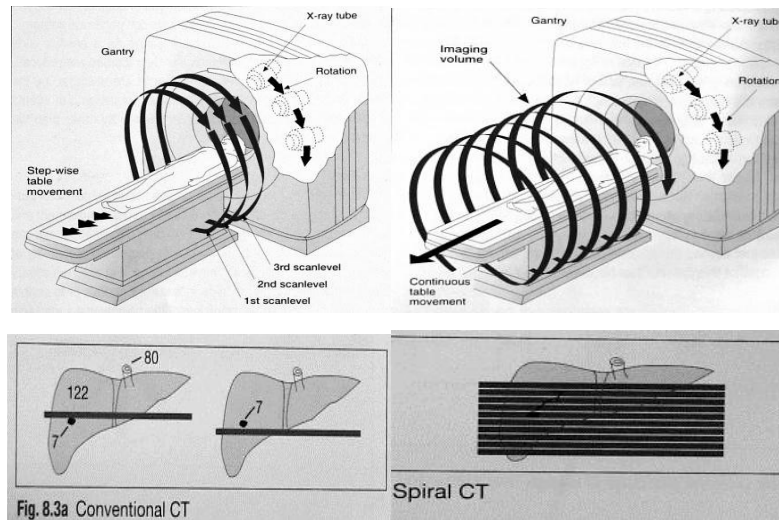 X-ray tube
Gantry
Rotation
Step-wise
table
movement
3rd scanlevel
2nd scanlevel
1st scanlevel
X-ray tube
Gantry
Imaging
volume
Rotation
Continuous
table
movement
80
122
7
7
Fig. 8.3a Conventional CT
7
Spiral CT